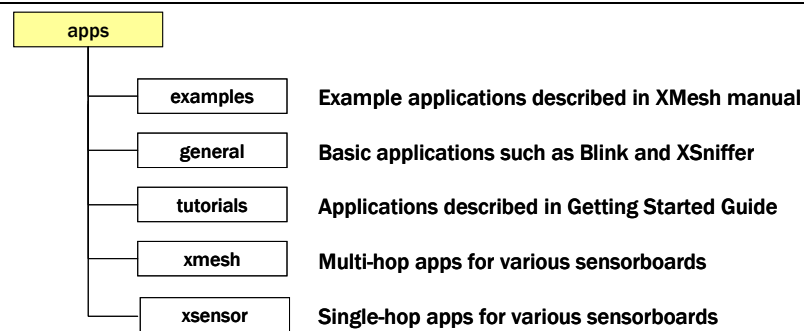 apps
examples Example applications described in XMesh manual
general Basic applications such as Blink and XSniffer
tutorials Applications described in Getting Started Guide
xmesh Multi-hop apps for various sensorboards
xsensor Single-hop apps for various sensorboards